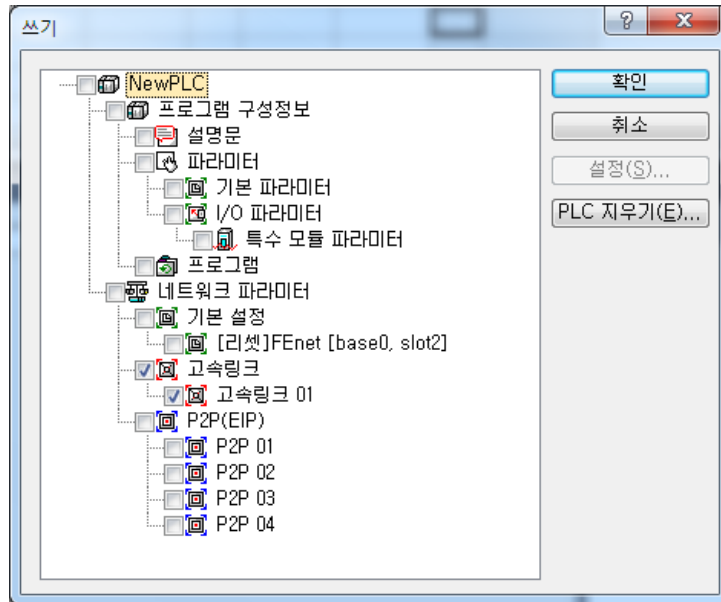 쓰기
NewPLC
프로그램 구성정보
설명문
파라미터
기본 파라미터
I/O 파라미터
특수 모듈 파라미터
프로그램
네트워크 파라미터
기본 설정
[리셋]FEnet [base0, slot2]
고속링크
고속링크 01
P2P(EIP)
P2P 01
P2P 02
P2P 03
P2P 04
확인
취소
설정(S)...
PLC 지우기(E)...